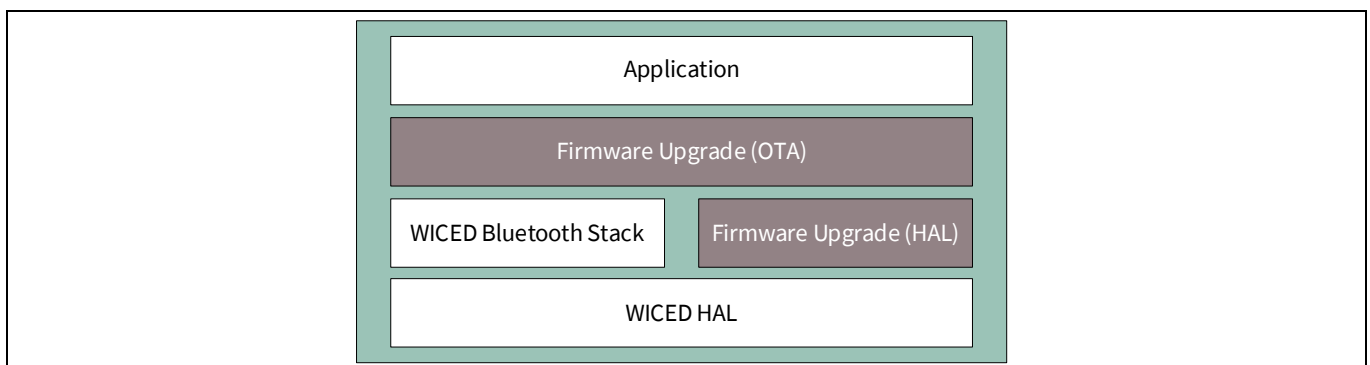 Application
Firmware Upgrade (OTA)
WICED Bluetooth Stack
Firmware Upgrade (HAL)
WICED HAL